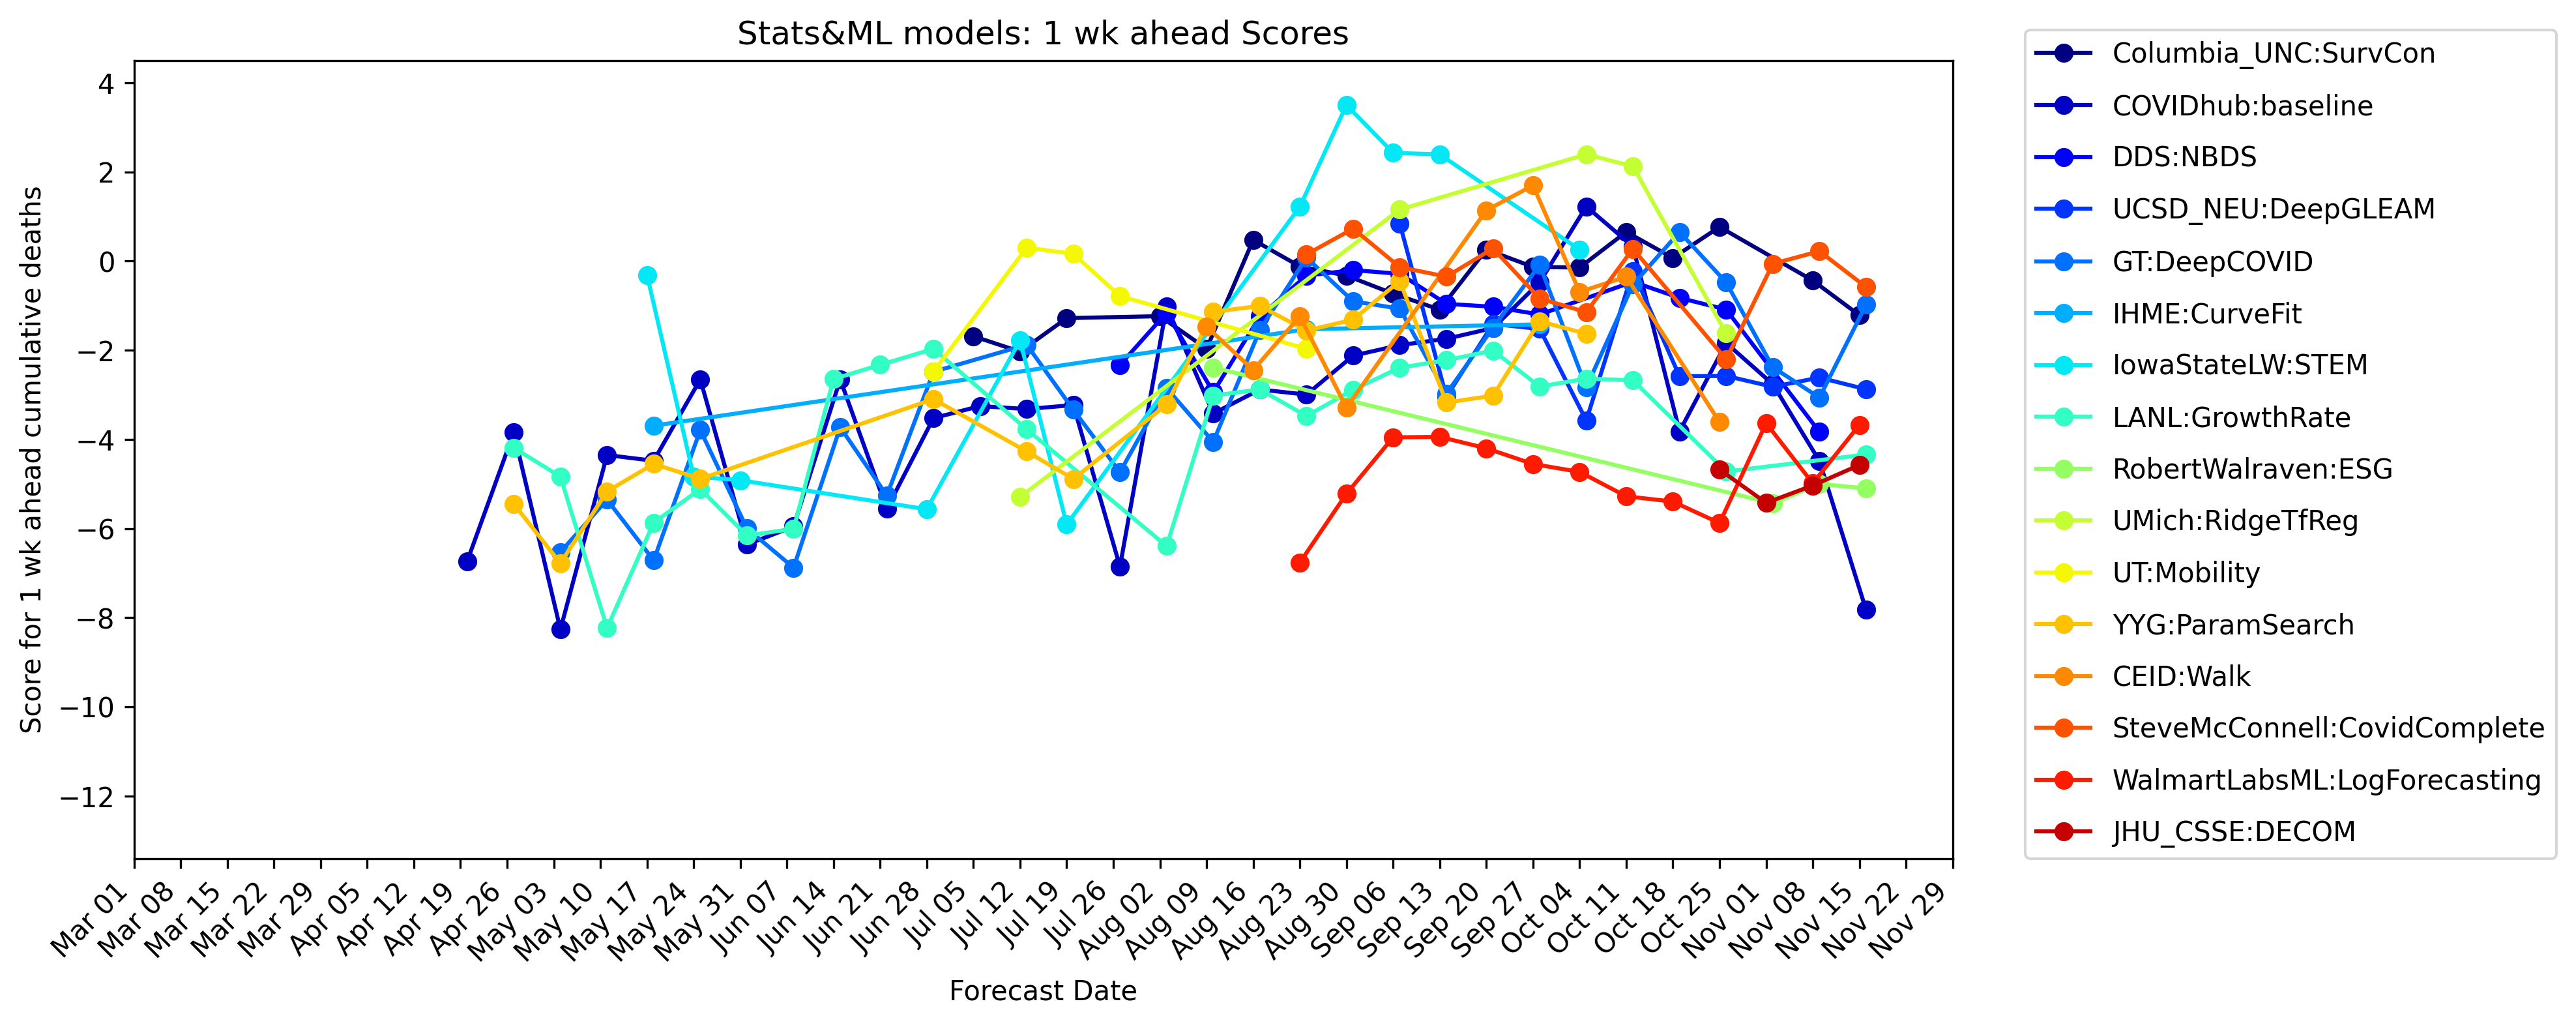 Stats&ML models: 1 wk ahead Scores
Score for 1 wk ahead cumulative deaths
4
2
0
−2
−4
−6
−8
−10
−12
Mar 01
Mar 08
Mar 15
Mar 22
Mar 29
Apr 05
Apr 12
Apr 19
Apr 26
May 03
May 10
May 17
May 24
May 31
Jun 07
Jun 14
Jun 21
Jun 28
Jul 05
Jul 12
Jul 19
Jul 26
Aug 02
Aug 09
Aug 16
Aug 23
Aug 30
Sep 06
Sep 13
Sep 20
Sep 27
Oct 04
Oct 11
Oct 18
Oct 25
Nov 01
Nov 08
Nov 15
Nov 22
Nov 29
Forecast Date
Columbia_UNC:SurvCon
COVIDhub:baseline
DDS:NBDS
UCSD_NEU:DeepGLEAM
GT:DeepCOVID
IHME:CurveFit
IowaStateLW:STEM
LANL:GrowthRate
RobertWalraven:ESG
UMich:RidgeTfReg
UT:Mobility
YYG:ParamSearch
CEID:Walk
SteveMcConnell:CovidComplete
WalmartLabsML:LogForecasting
JHU_CSSE:DECOM